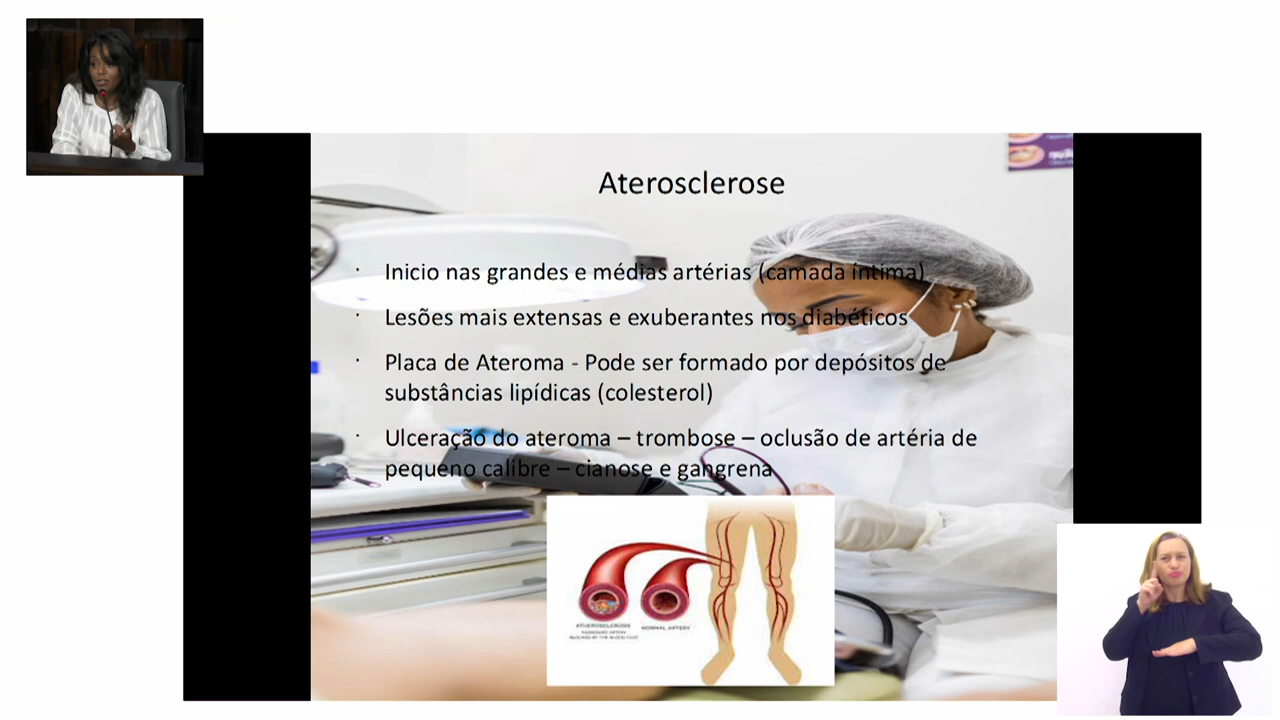 Aterosclerose
· Inicio nas grandes e médias artérias (camada íntima)
· Lesões mais extensas e exuberantes nos diabéticos
· Placa de Ateroma - Pode ser formado por depósitos de
substâncias lipídicas (colesterol)
· Ulceração do ateroma – trombose – oclusão de artéria de
pequeno calibre – cianose e gangrena
ATHEROSCLEROSIS
NARROWED ARTERY
BLOCKED BY THE BLOOD CLOT
NORMAL ARTERY